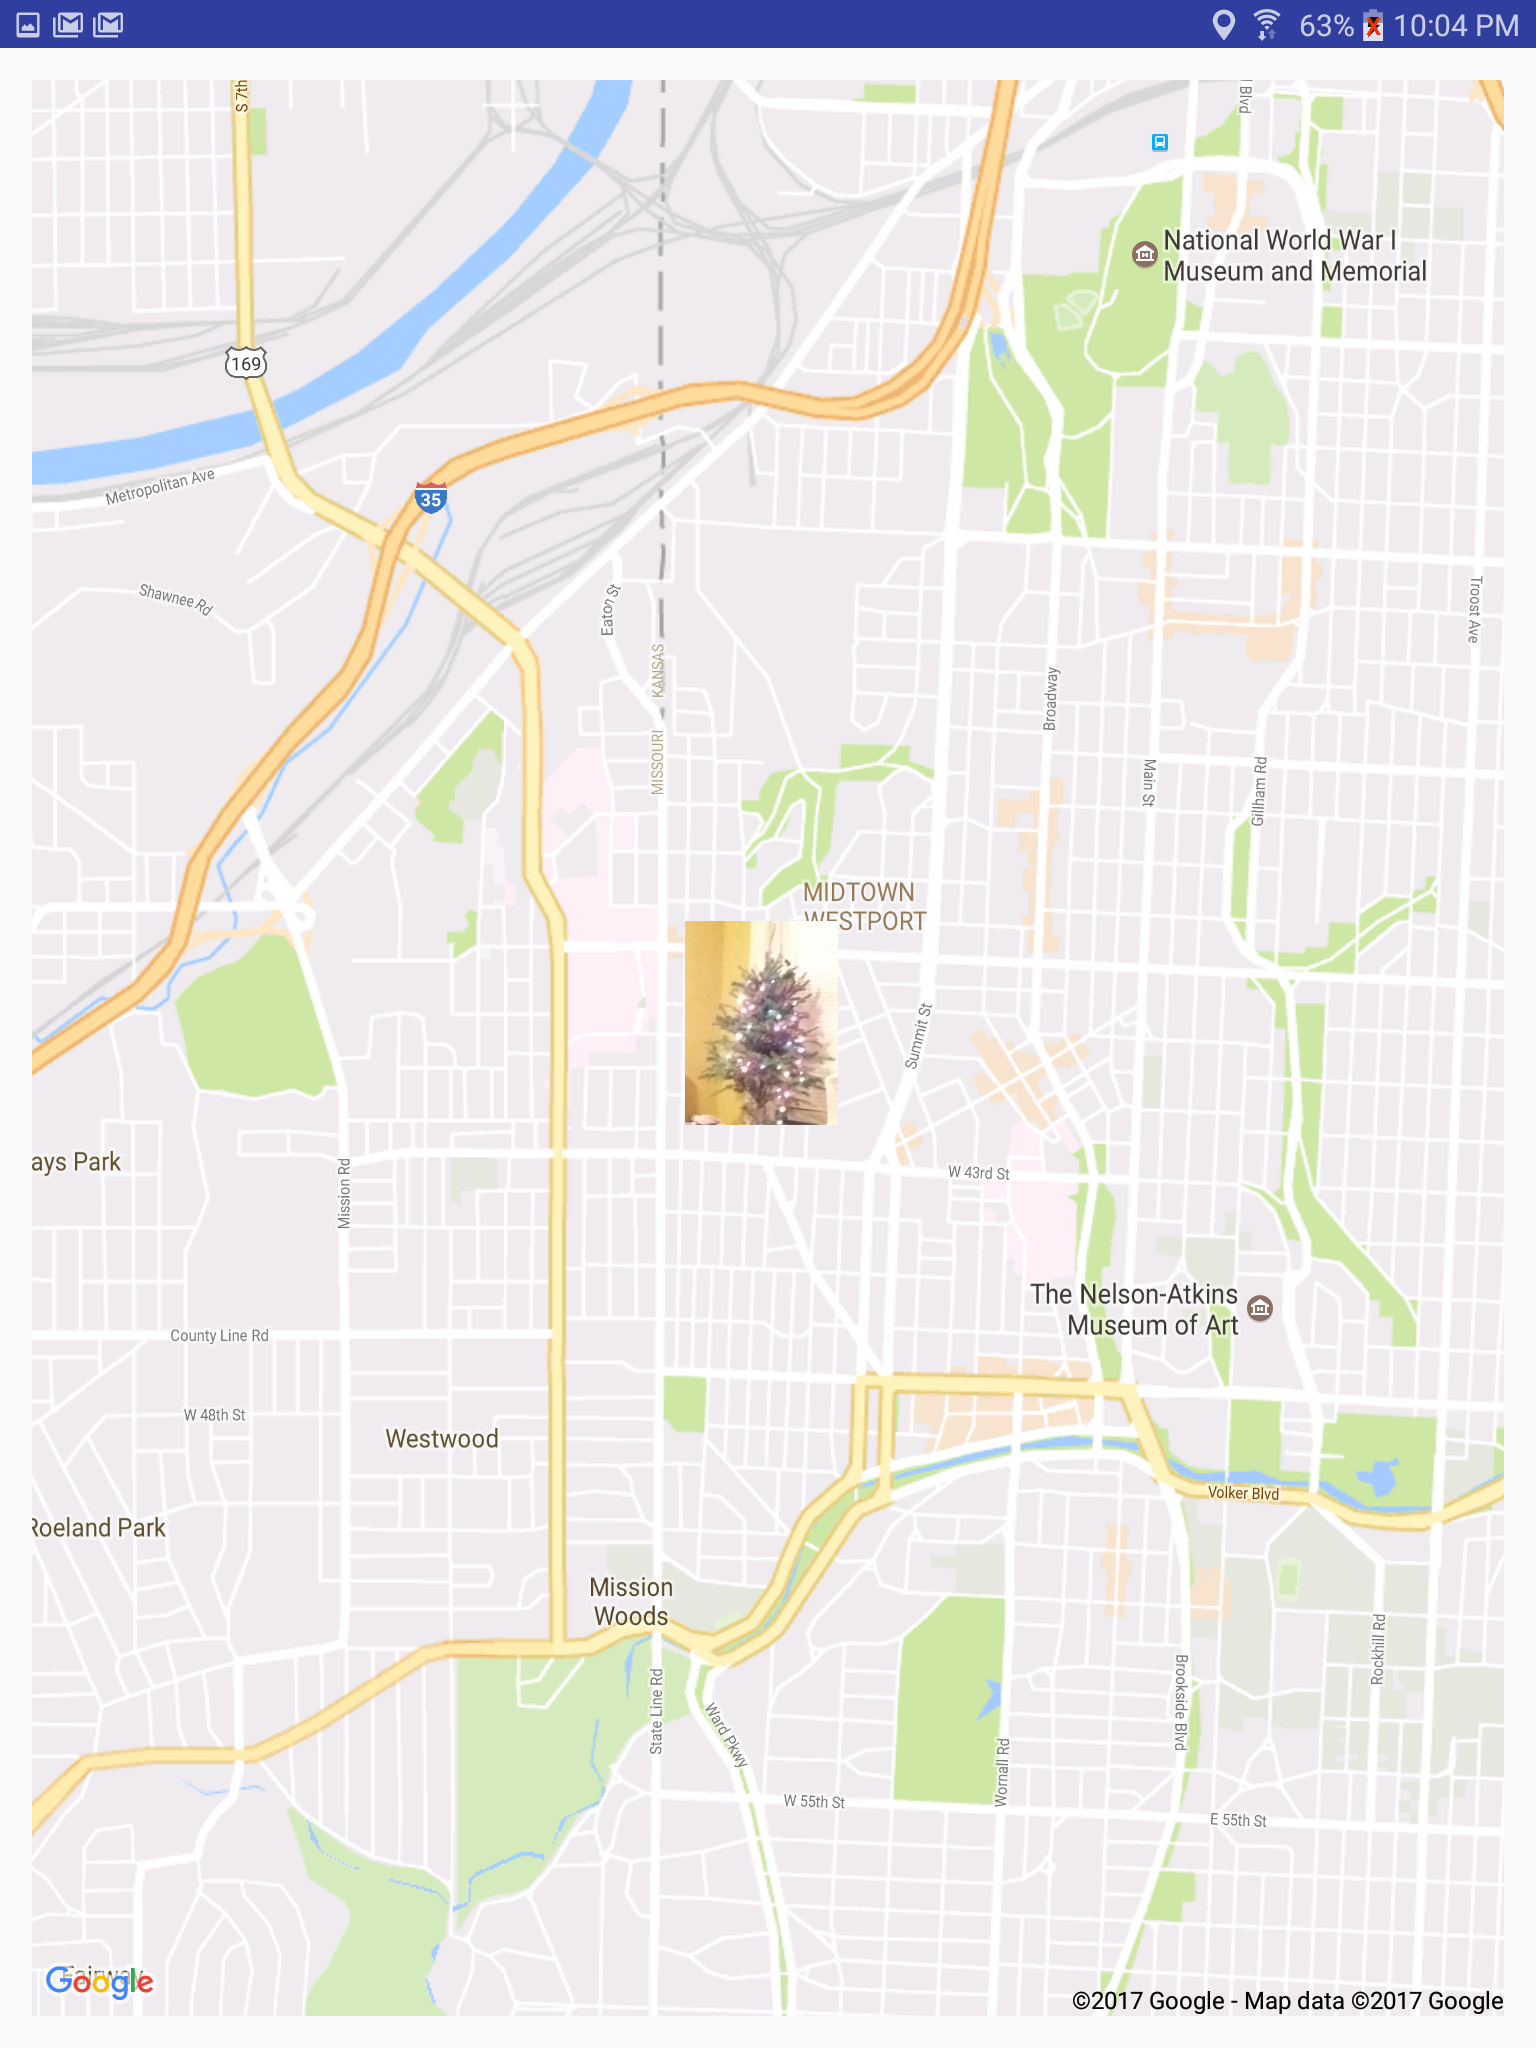 63% 10:04 PM
S 7th
Blvd
National World War I
Museum and Memorial
169
Metropolitan Ave
35
Shawnee Rd
Eaton St
KANSAS
MISSOURI
Troost Ave
Broadway
Main St
Gillham Rd
MIDTOWN
WESTPORT
Summit St
ays Park
Mission Rd
W 43rd St
The Nelson-Atkins
Museum of Art
County Line Rd
W 48th St
Westwood
Volker Blvd
Roeland Park
Mission
Woods
State Line Rd
Ward Pkwy
Rockhill Rd
Brookside Blvd
Wornall Rd
W 55th St
E 55th St
Fairway
Google
©2017 Google - Map data ©2017 Google